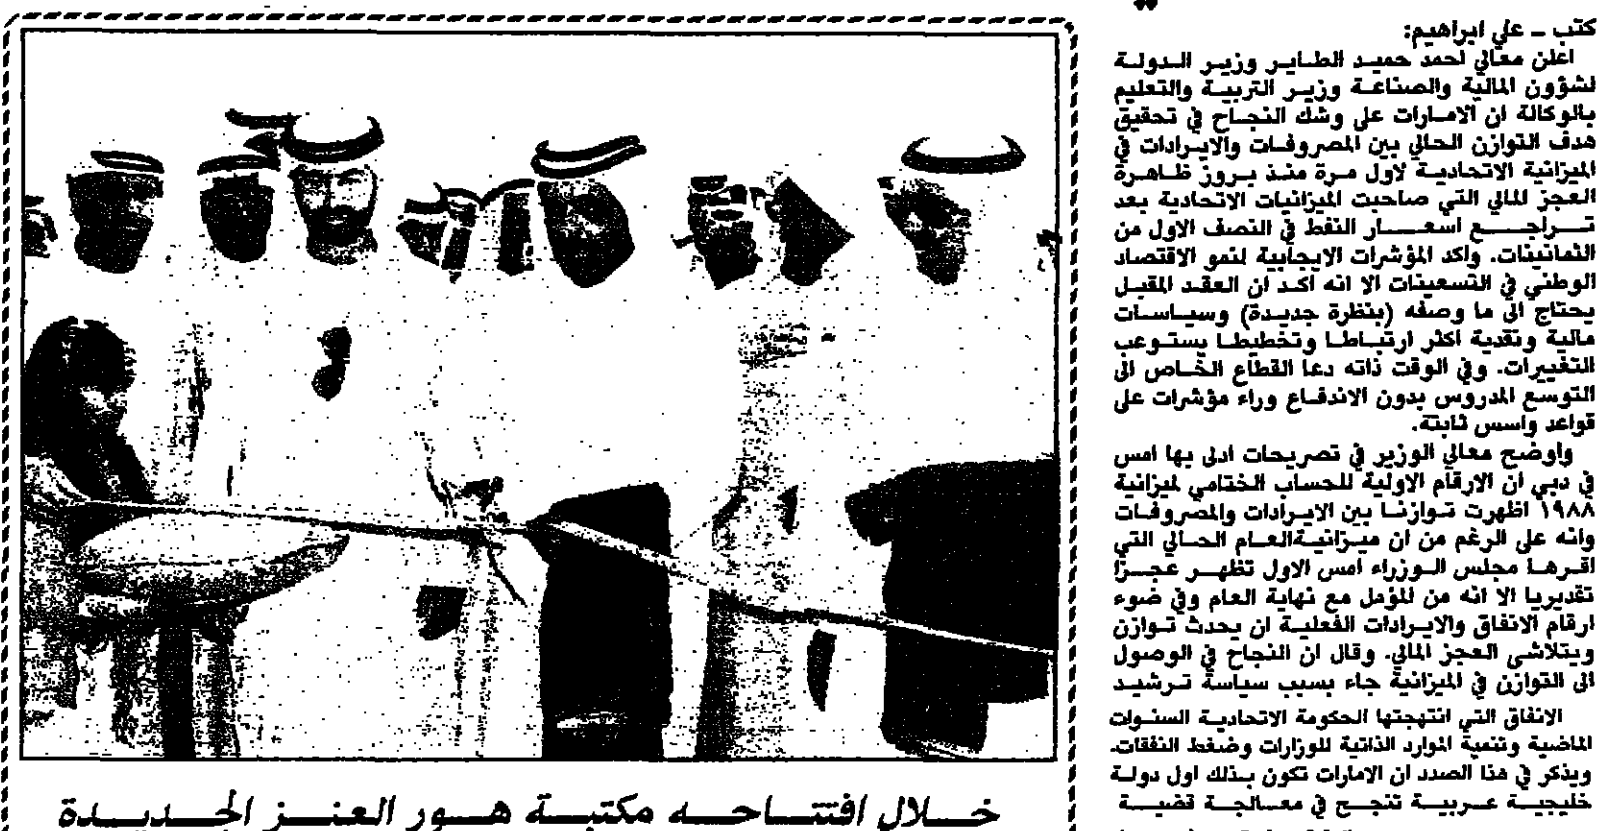 كتب ـ علي ابراهيم:
اعلن معالي احمد حميد الطاير وزير الدولة
لشؤون المالية والصناعة وزير التربية والتعليم
بالوكالة ان الامارات على وشك النجاح في تحقيق
هدف التوازن الحالي بين المصروفات والايرادات في
الميزانية الاتحادية لاول مرة منذ بروز ظاهرة
العجز المالي التي صاحبت الميزانيات الاتحادية بعد
تراجع اسعار النفط في النصف الاول من
الثمانينات. واكد المؤشرات الايجابية لنمو الاقتصاد
الوطني في التسعينات الا انه اكد ان العقد المقبل
يحتاج الى ما وصفه (بنظرة جديدة) وسياسات
مالية ونقدية اكثر ارتباطا وتخطيطا يستوعب
التغييرات. وفي الوقت ذاته دعا القطاع الخاص الى
التوسع المدروس بدون الاندفاع وراء مؤشرات على
قواعد واسس ثابتة.
واوضح معالي الوزير في تصريحات ادلى بها امس
في دبي ان الارقام الاولية للحساب الختامي لميزانية
١٩٨٨ اظهرت توازنا بين الايرادات والمصروفات
وانه على الرغم من ان ميزانية العام الحالي التي
اقرها مجلس الوزراء امس الاول تظهر عجزا
تقديريا الا انه من المؤمل مع نهاية العام وفي ضوء
ارقام الانفاق والايرادات الفعلية ان يحدث توازن
ويتلاشى العجز المالي. وقال ان النجاح في الوصول
الى التوازن في الميزانية جاء بسبب سياسة ترشيد
الانفاق التي انتهجتها الحكومة الاتحادية السنوات
الماضية وتنمية الموارد الذاتية للوزارات وضغط النفقات.
ويذكر في هذا الصدد ان الامارات تكون بذلك اول دولة
خليجية عربية تنجح في معالجة قضية
خلال افتتاحه مكتبة هور العنز الجديدة